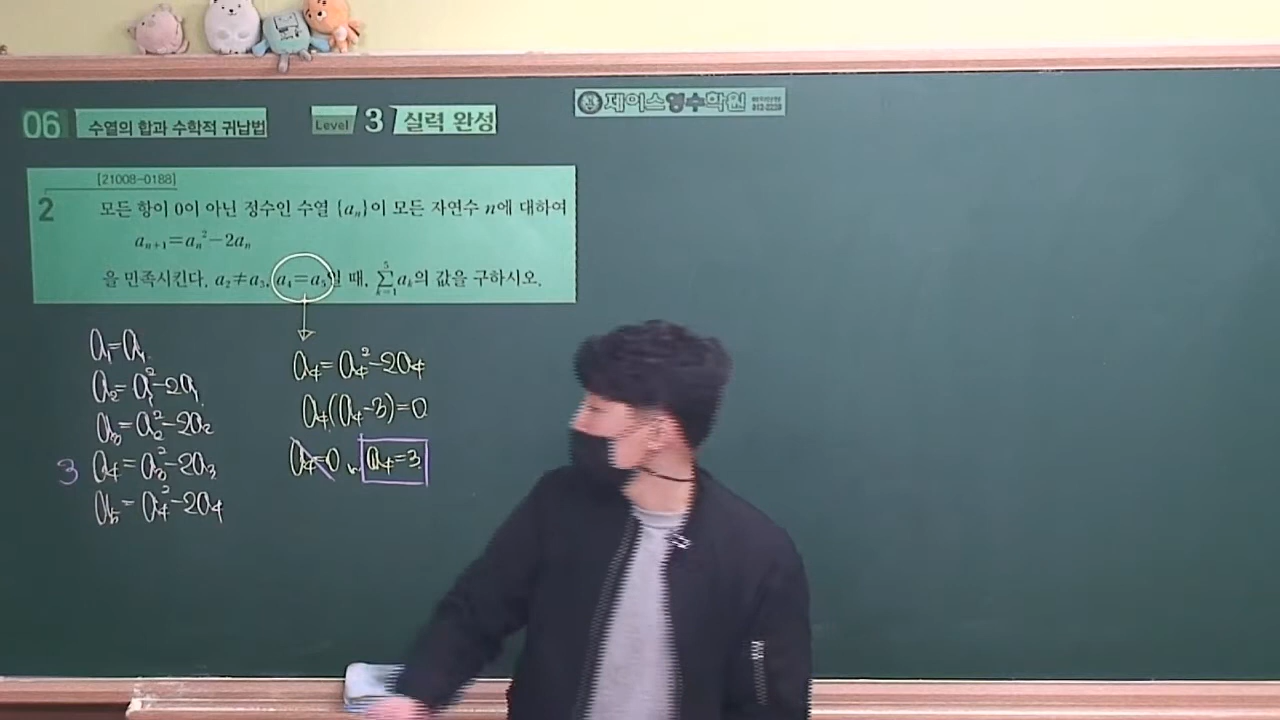 06 수열의 합과 수학적 귀납법 Level 3 실력 완성
제이스영수학원
[21008-0188]
2 모든 항이 0이 아닌 정수인 수열 {aₙ}이 모든 자연수 n에 대하여
aₙ₊₁=aₙ²-2aₙ
을 만족시킨다. a₂≠a₃, a₄=a₅일 때, ∑ₖ₌₁⁵ aₖ의 값을 구하시오.
a₁=a₁.
a₂=a₁²-2a₁.
a₃=a₂²-2a₂
3 a₄=a₃²-2a₃
a₅=a₄²-2a₄
a₄=a₄²-2a₄
a₄(a₄-3)=0
a₄=0 or a₄=3